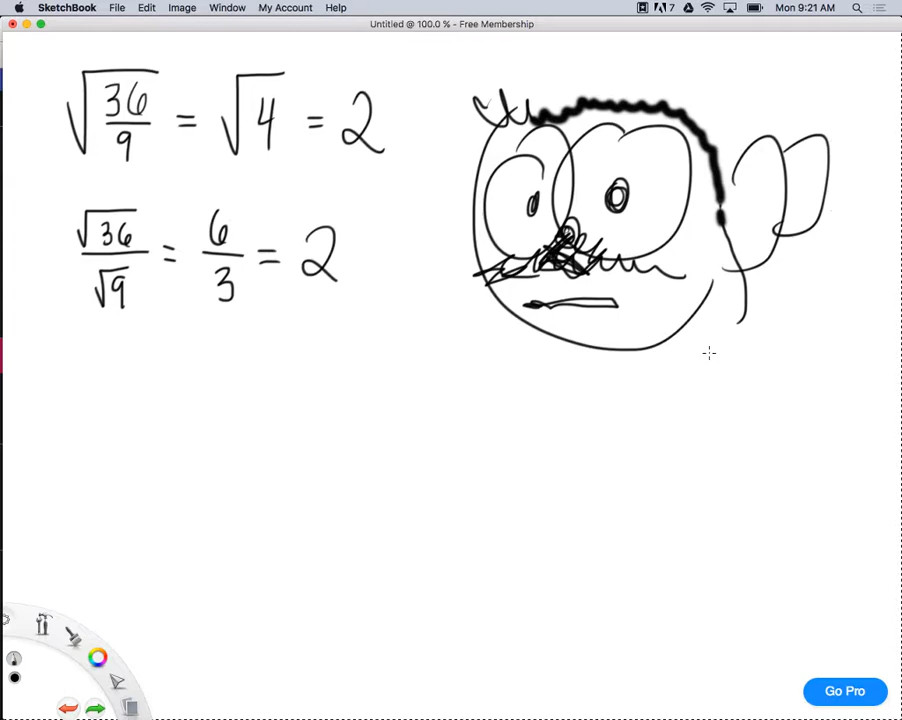 SketchBook File Edit Image Window My Account Help 7 Mon 9:21 AM
Untitled @ 100.0 % - Free Membership
√(36/9) = √4 = 2
√36/√9 = 6/3 = 2
Go Pro